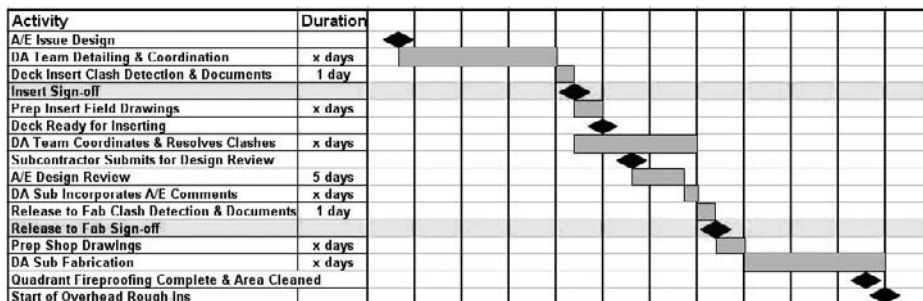 Activity Duration
A/E Issue Design
DA Team Detailing & Coordination x days
Deck Insert Clash Detection & Documents 1 day
Insert Sign-off
Prep Insert Field Drawings x days
Deck Ready for Inserting
DA Team Coordinates & Resolves Clashes x days
Subcontractor Submits for Design Review
A/E Design Review 5 days
DA Sub Incorporates A/E Comments x days
Release to Fab Clash Detection & Documents 1 day
Release to Fab Sign-off
Prep Shop Drawings x days
DA Sub Fabrication x days
Quadrant Fireproofing Complete & Area Cleaned
Start of Overhead Rough Ins